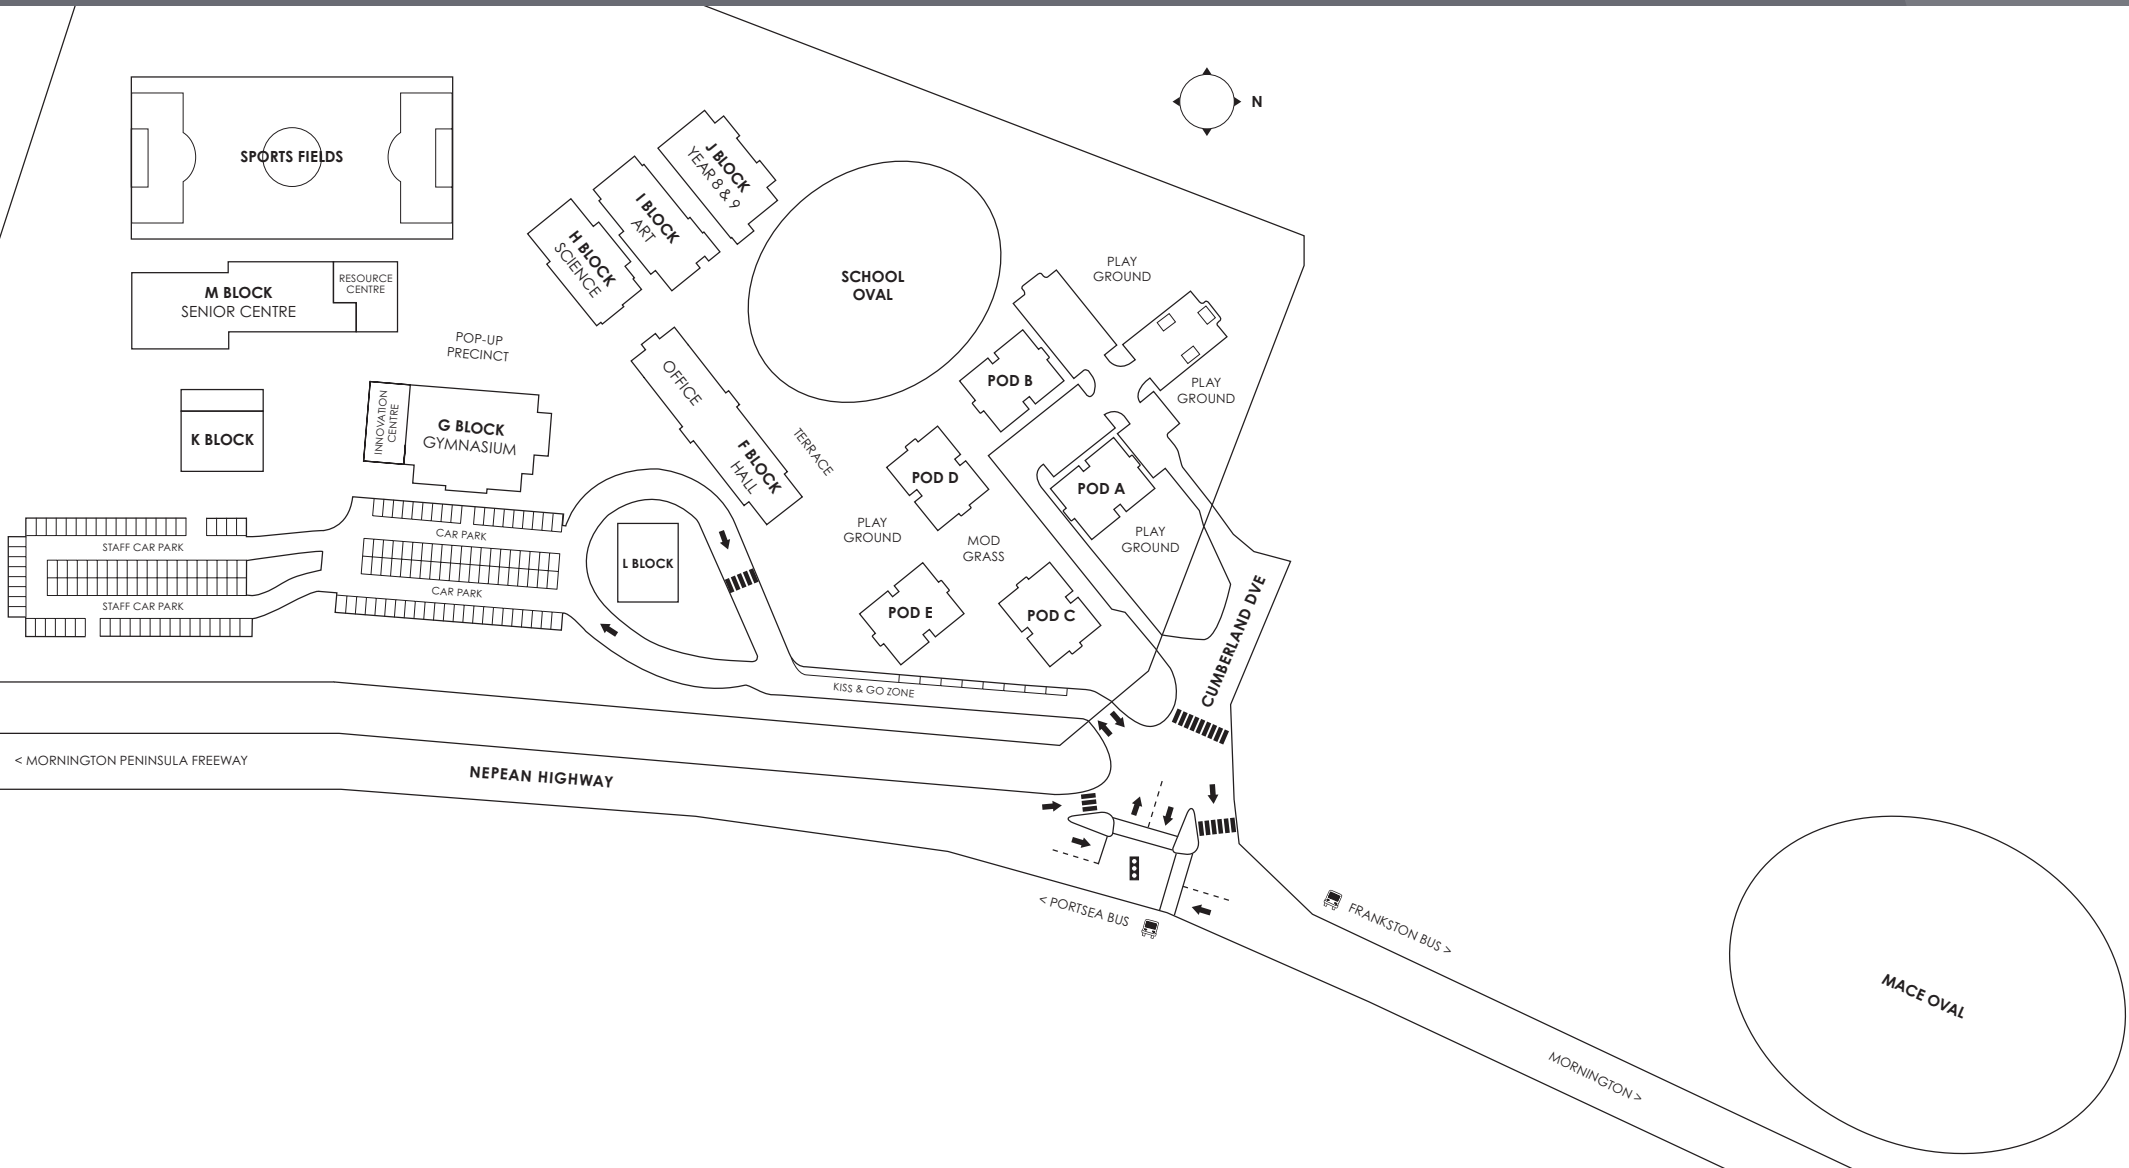 N
SPORTS FIELDS
J BLOCK
YEAR 8 & 9
I BLOCK
ART
H BLOCK
SCIENCE
SCHOOL
OVAL
PLAY
GROUND
M BLOCK
SENIOR CENTRE
RESOURCE
CENTRE
POP-UP
PRECINCT
OFFICE
F BLOCK
HALL
TERRACE
POD B
PLAY
GROUND
K BLOCK
INNOVATION
CENTRE
G BLOCK
GYMNASIUM
POD D
POD A
PLAY
GROUND
MOD
GRASS
PLAY
GROUND
STAFF CAR PARK
CAR PARK
L BLOCK
STAFF CAR PARK
CAR PARK
POD E
POD C
CUMBERLAND DVE
KISS & GO ZONE
< MORNINGTON PENINSULA FREEWAY
NEPEAN HIGHWAY
< PORTSEA BUS
FRANKSTON BUS >
MACE OVAL
MORNINGTON >